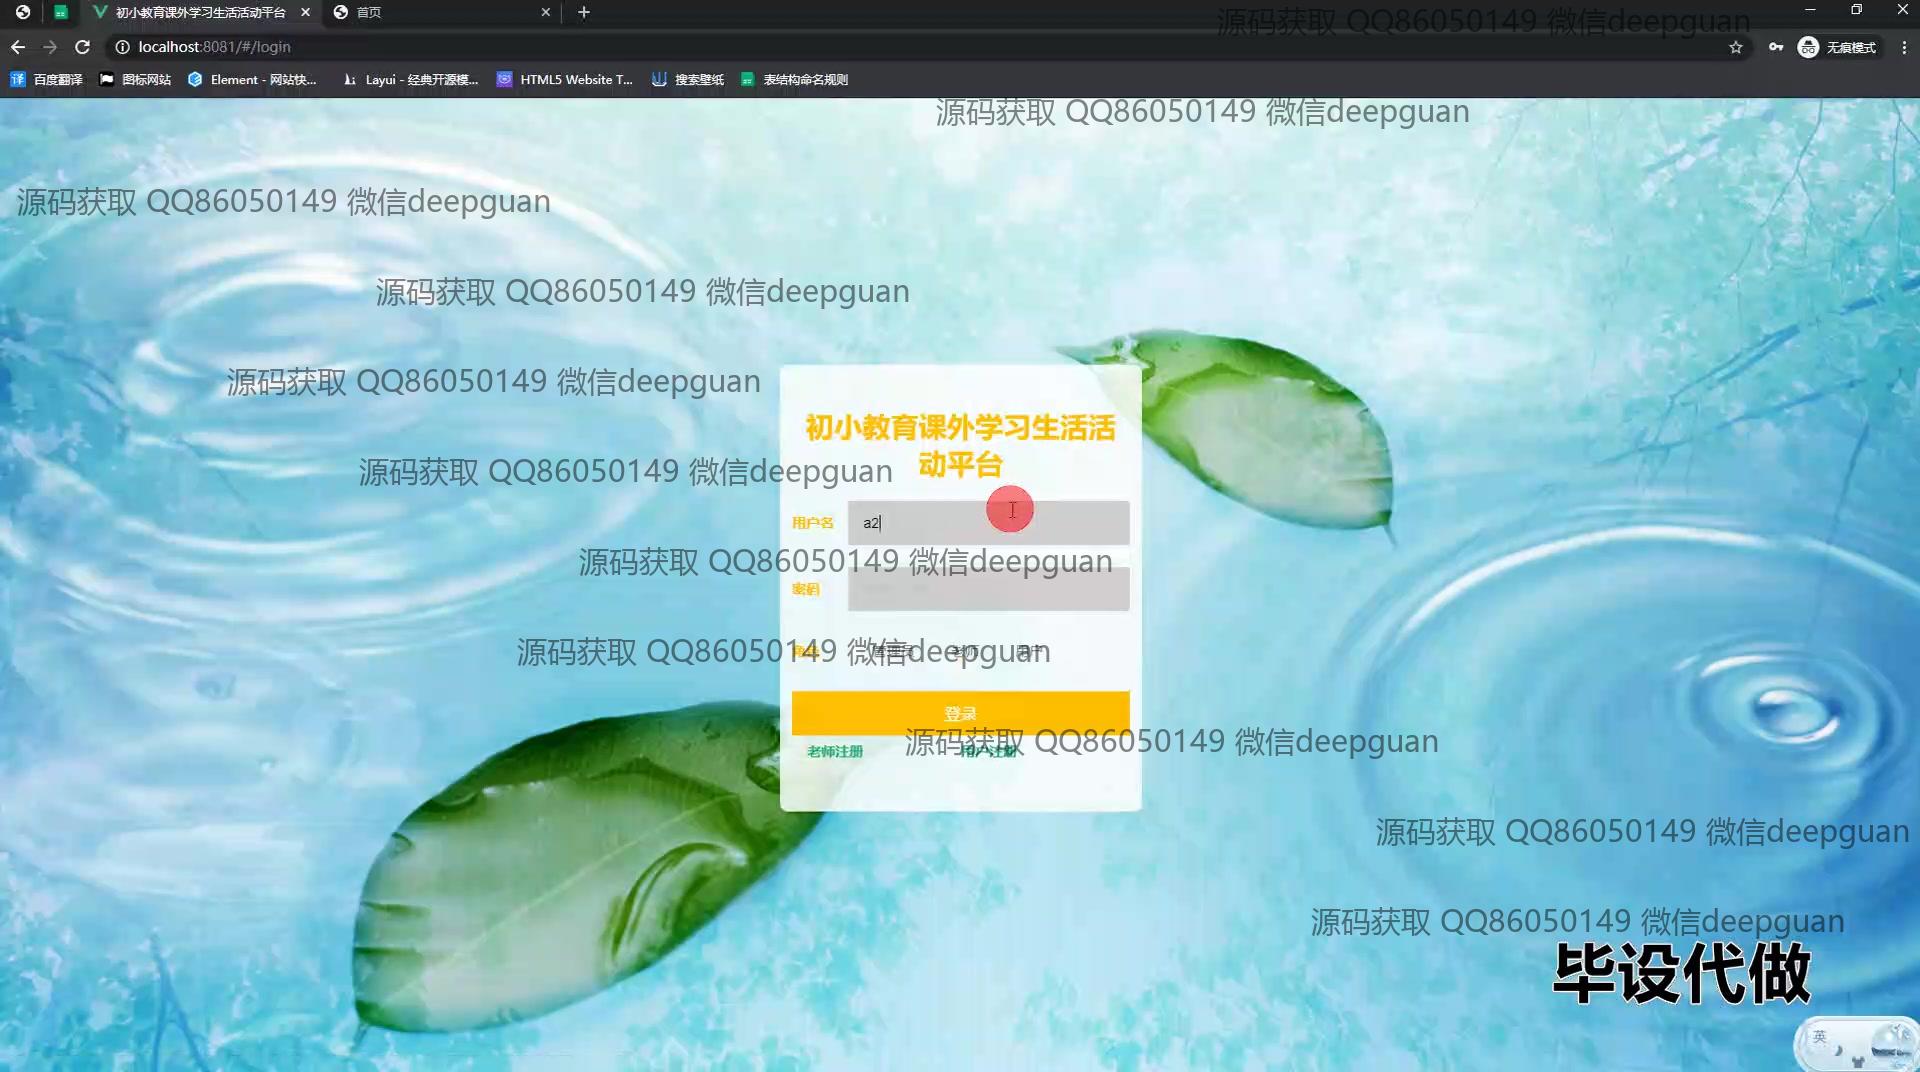 初小教育课外学习生活活动平台
首页
源码获取 QQ86050149 微信deepguan
localhost:8081/#/login
无痕模式
百度翻译
图标网站
Element - 网站快...
Layui - 经典开源模...
HTML5 Website T...
搜索壁纸
表结构命名规则
源码获取 QQ86050149 微信deepguan
源码获取 QQ86050149 微信deepguan
源码获取 QQ86050149 微信deepguan
源码获取 QQ86050149 微信deepguan
初小教育课外学习生活活
动平台
源码获取 QQ86050149 微信deepguan
用户名
a2
源码获取 QQ86050149 微信deepguan
密码
源码获取 QQ86050149 微信deepguan
管理员
老师
用户
登录
源码获取 QQ86050149 微信deepguan
老师注册
用户注册
源码获取 QQ86050149 微信deepguan
源码获取 QQ86050149 微信deepguan
毕设代做
英